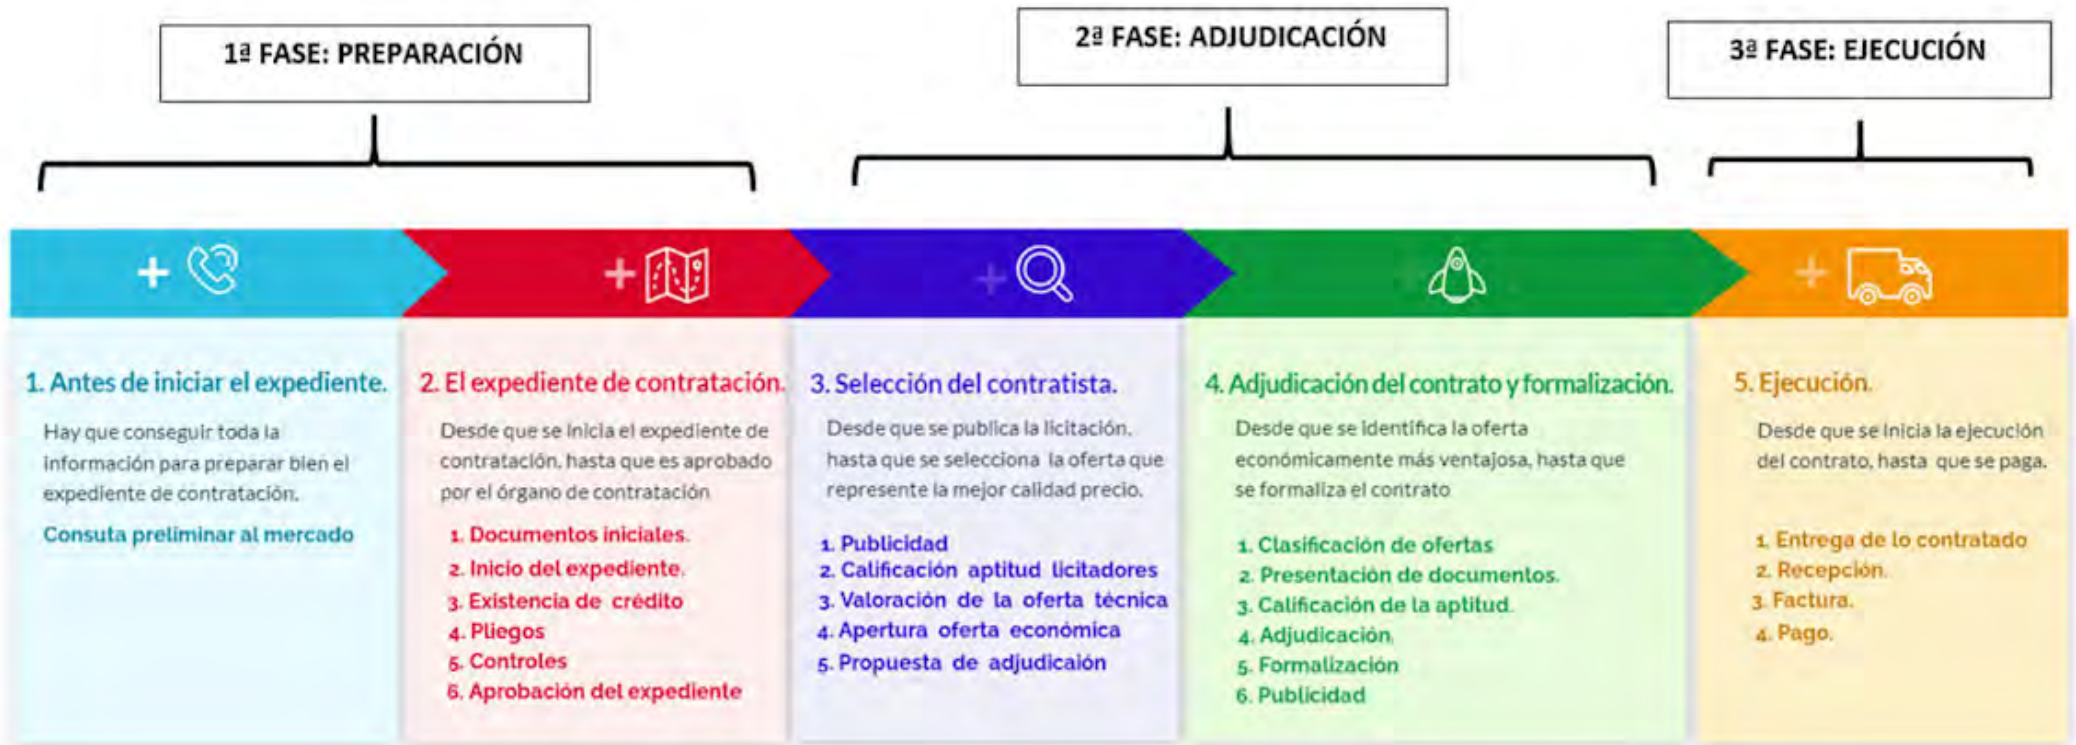 1ª FASE: PREPARACIÓN
2ª FASE: ADJUDICACIÓN
3ª FASE: EJECUCIÓN
1. Antes de iniciar el expediente.
Hay que conseguir toda la
información para preparar bien el
expediente de contratación.
Consuta preliminar al mercado
2. El expediente de contratación.
Desde que se inicia el expediente de
contratación, hasta que es aprobado
por el órgano de contratación
1. Documentos iniciales.
2. Inicio del expediente.
3. Existencia de crédito
4. Pliegos
5. Controles
6. Aprobación del expediente
3. Selección del contratista.
Desde que se publica la licitación,
hasta que se selecciona la oferta que
represente la mejor calidad precio.
1. Publicidad
2. Calificación aptitud licitadores
3. Valoración de la oferta técnica
4. Apertura oferta económica
5. Propuesta de adjudicaión
4. Adjudicación del contrato y formalización.
Desde que se identifica la oferta
económicamente más ventajosa, hasta que
se formaliza el contrato
1. Clasificación de ofertas
2. Presentación de documentos.
3. Calificación de la aptitud.
4. Adjudicación.
5. Formalización
6. Publicidad
5. Ejecución.
Desde que se inicia la ejecución
del contrato, hasta que se paga.
1. Entrega de lo contratado
2. Recepción.
3. Factura.
4. Pago.